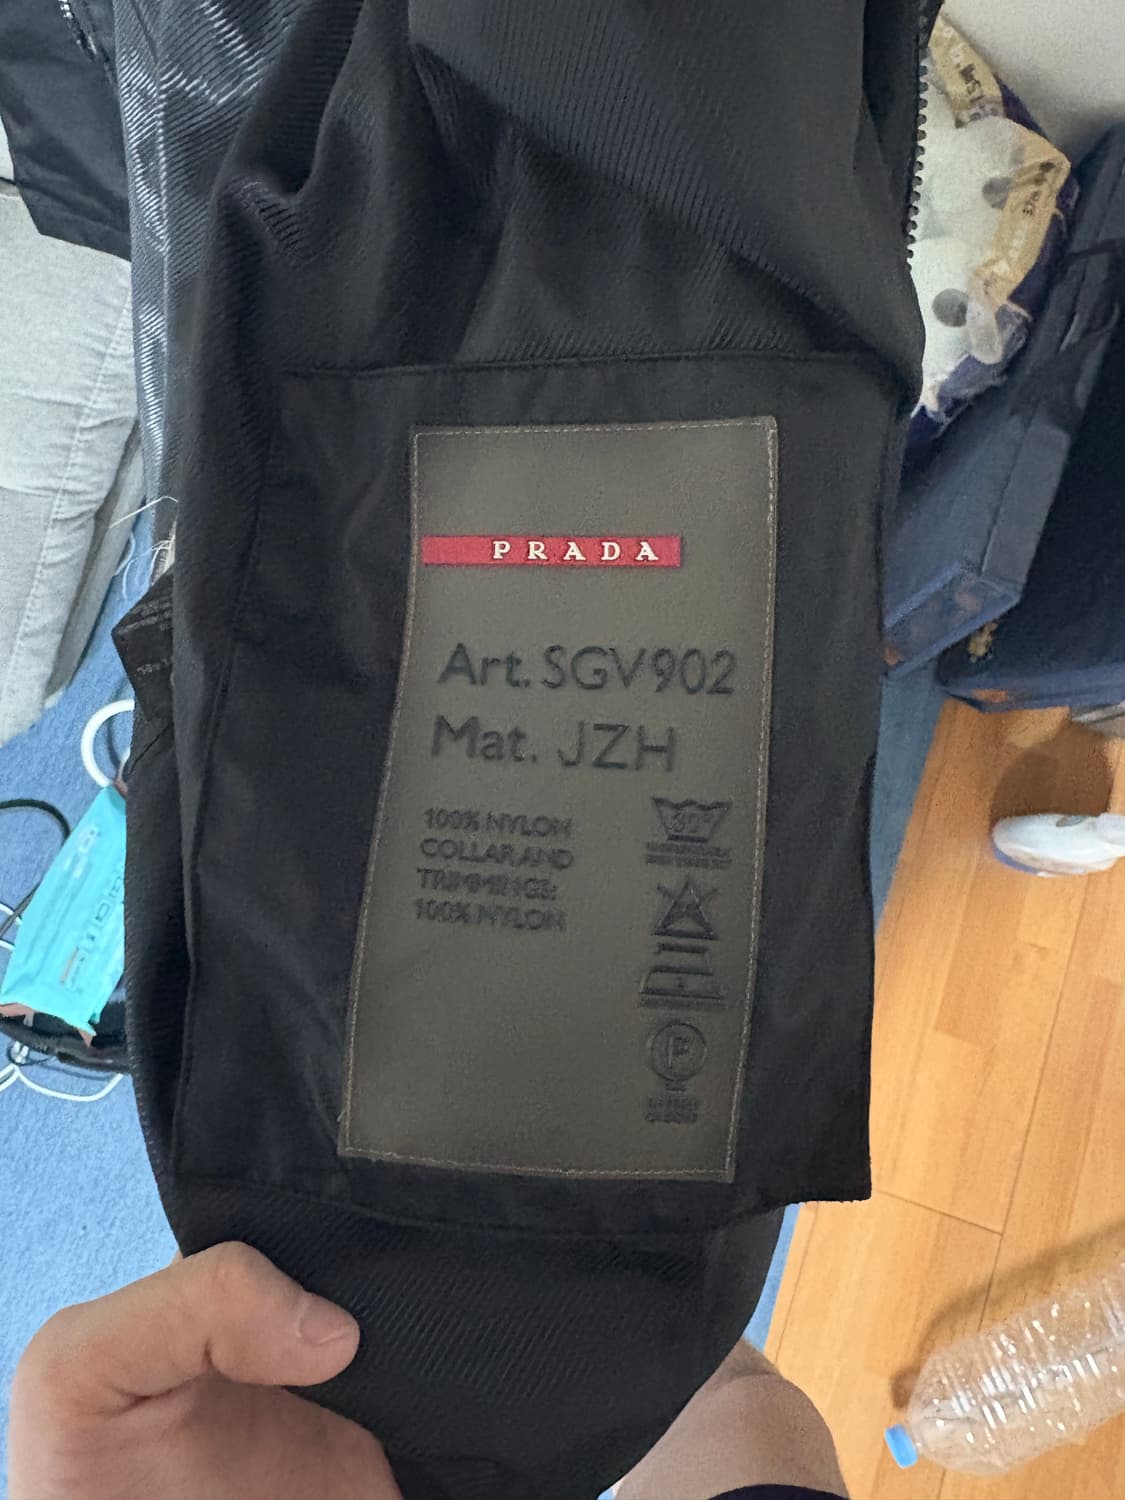 PRADA
Art. SGV902
Mat. JZH
100% NYLON
COLLAR AND
TRIMMINGS:
100% NYLON
30°
P